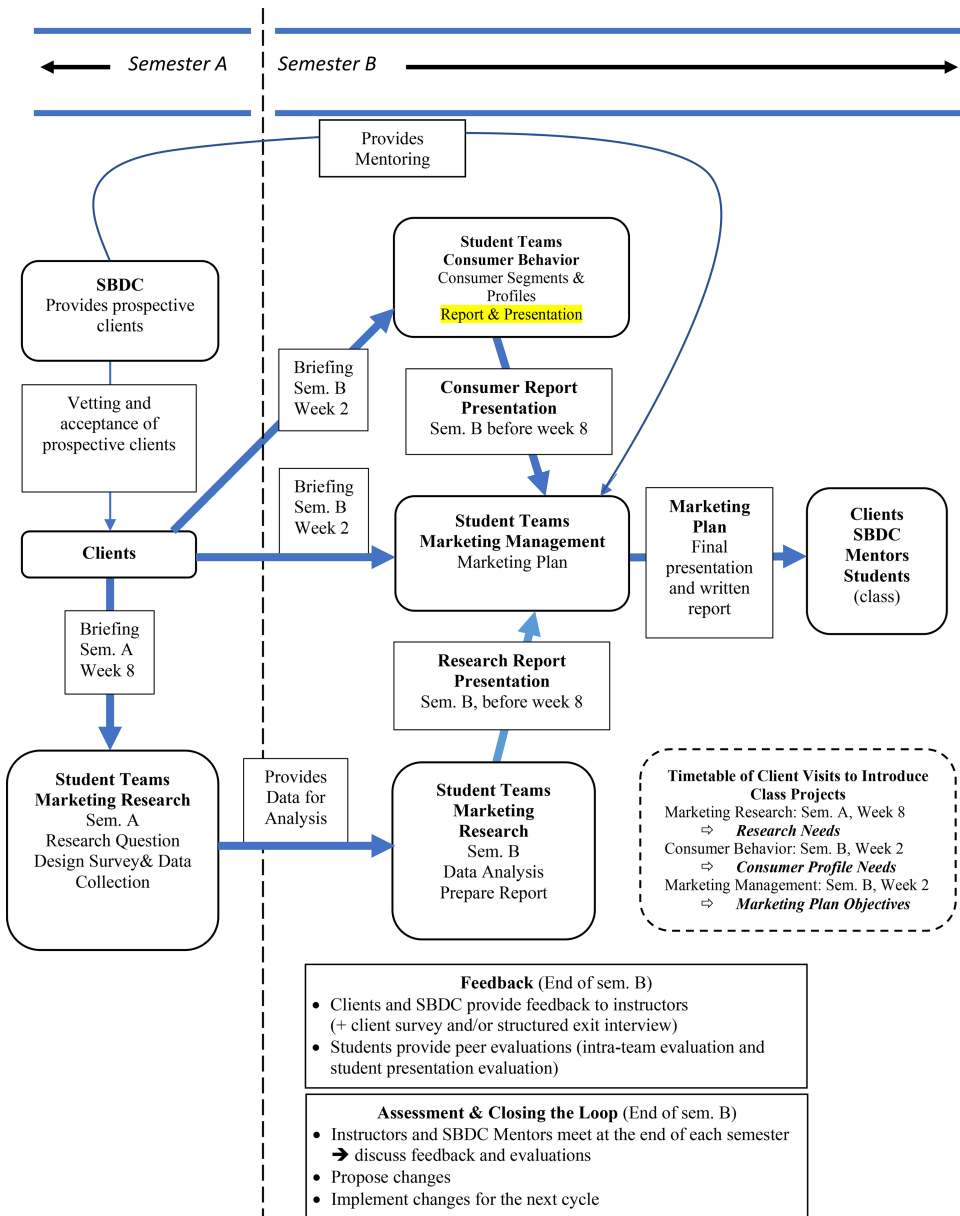 Semester A
Semester B
Provides
Mentoring
SBDC
Provides prospective
clients
Vetting and
acceptance of
prospective clients
Clients
Briefing
Sem. A
Week 8
Student Teams
Marketing Research
Sem. A
Research Question
Design Survey& Data
Collection
Briefing
Sem. B
Week 2
Briefing
Sem. B
Week 2
Provides
Data for
Analysis
Student Teams
Consumer Behavior
Consumer Segments &
Profiles
Report & Presentation
Consumer Report
Presentation
Sem. B before week 8
Student Teams
Marketing Management
Marketing Plan
Research Report
Presentation
Sem. B, before week 8
Student Teams
Marketing
Research
Sem. B
Data Analysis
Prepare Report
Marketing
Plan
Final
presentation
and written
report
Clients
SBDC
Mentors
Students
(class)
Timetable of Client Visits to Introduce
Class Projects
Marketing Research: Sem. A, Week 8
⇨ Research Needs
Consumer Behavior: Sem. B, Week 2
⇨ Consumer Profile Needs
Marketing Management: Sem. B, Week 2
⇨ Marketing Plan Objectives
Feedback (End of sem. B)
• Clients and SBDC provide feedback to instructors
(+ client survey and/or structured exit interview)
• Students provide peer evaluations (intra-team evaluation and
student presentation evaluation)
Assessment & Closing the Loop (End of sem. B)
• Instructors and SBDC Mentors meet at the end of each semester
➔ discuss feedback and evaluations
• Propose changes
• Implement changes for the next cycle